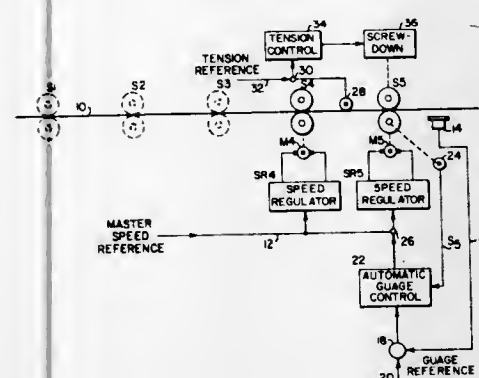 34
36
TENSION
CONTROL
SCREW-
DOWN
TENSION
REFERENCE
30
32
S2
S3
S4
S5
10
28
14
M4
M5
24
SR4
SPEED
REGULATOR
SR5
SPEED
REGULATOR
MASTER
SPEED
REFERENCE
12
26
S5
22
AUTOMATIC
GUAGE
CONTROL
18
GUAGE
REFERENCE
20